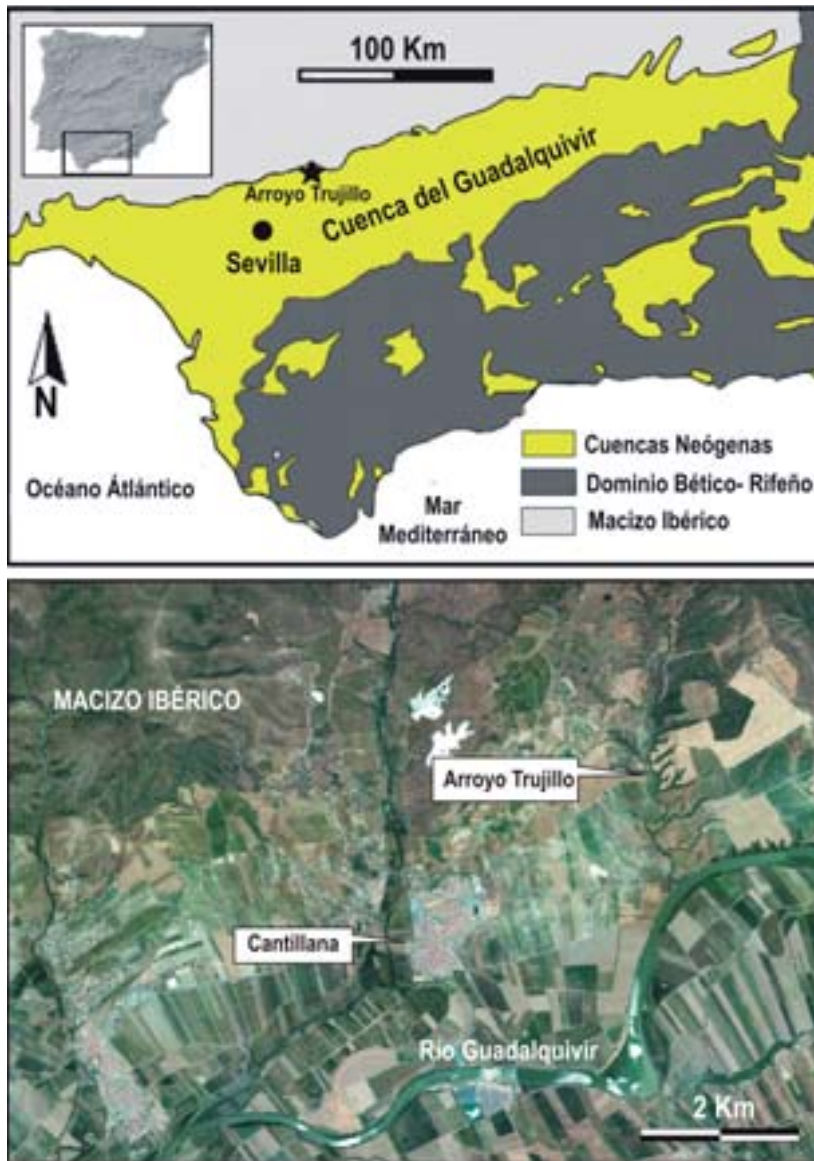 100 Km
Arroyo Trujillo
Cuenca del Guadalquivir
Sevilla
N
Océano Átlántico
Mar
Mediterráneo
Cuencas Neógenas
Dominio Bético- Rifeño
Macizo Ibérico
MACIZO IBÉRICO
Arroyo Trujillo
Cantillana
Río Guadalquivir
2 Km